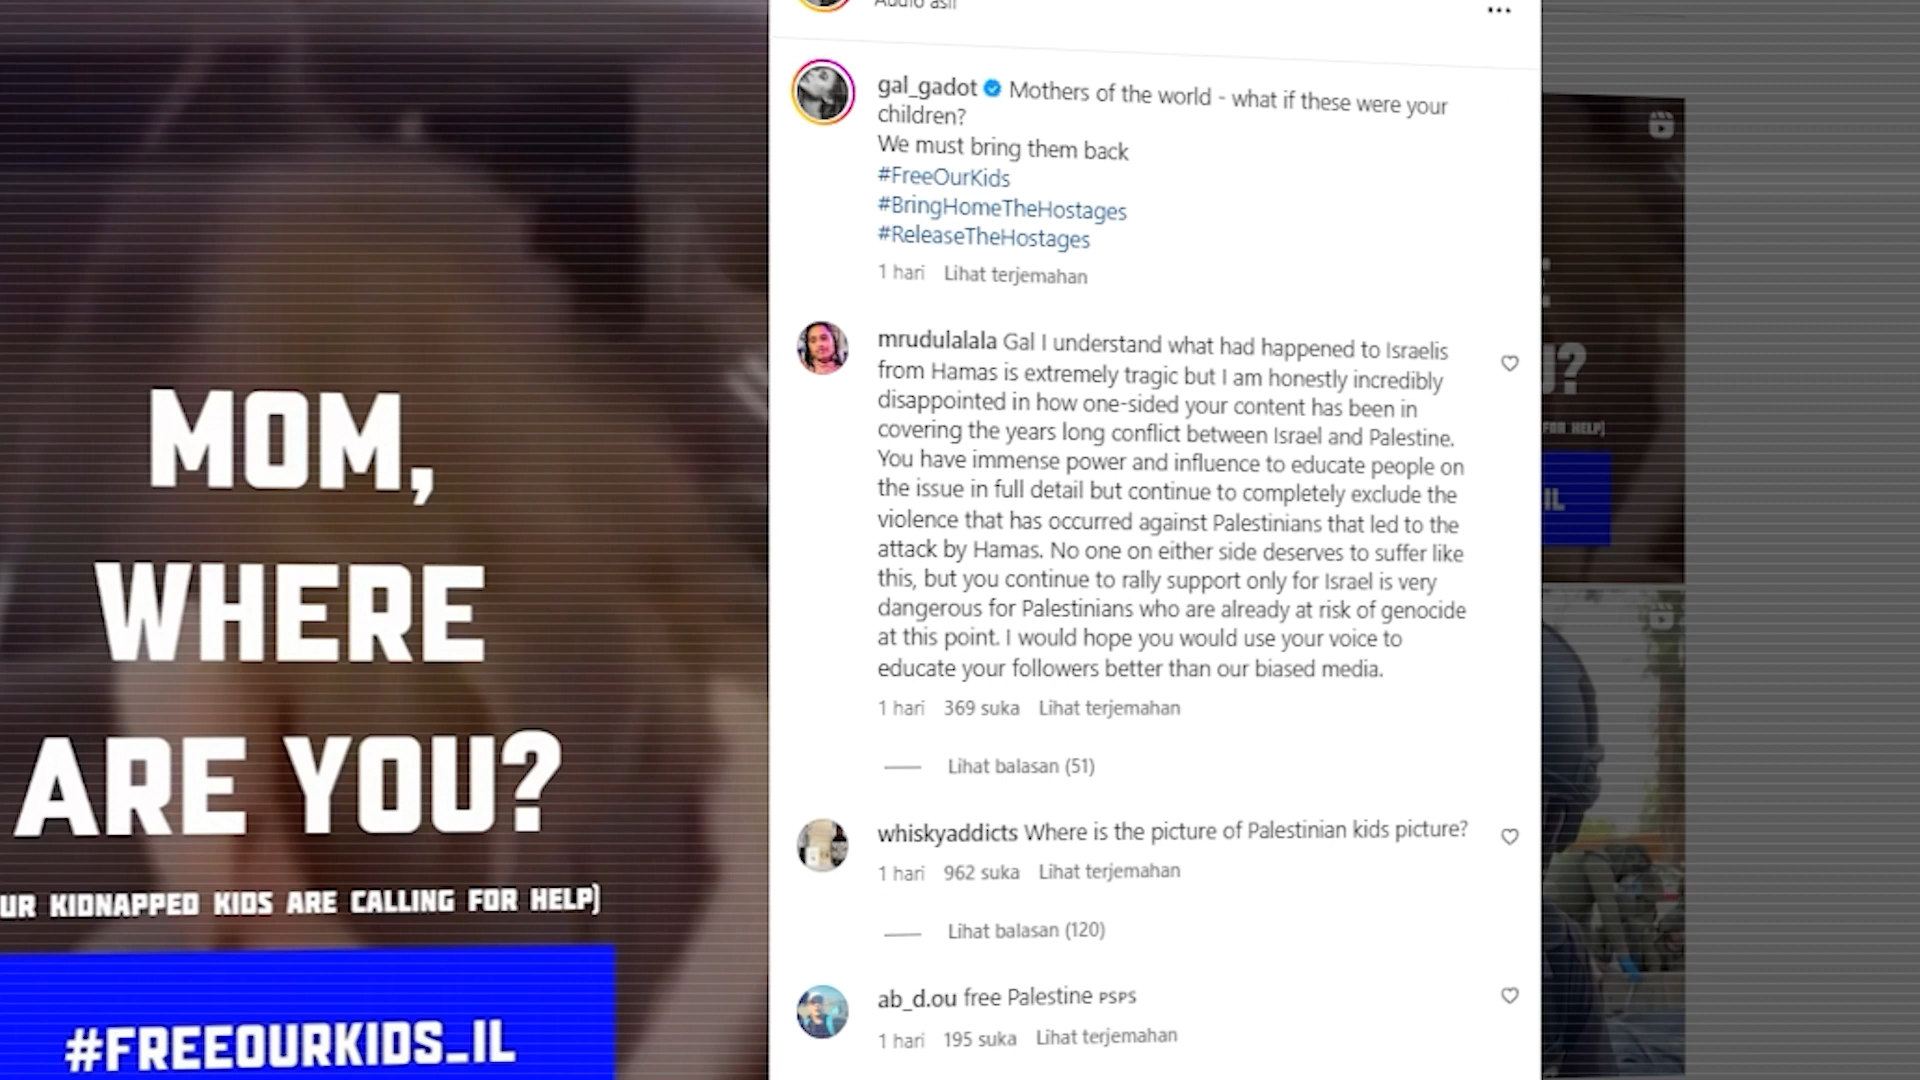 MOM,
WHERE
ARE YOU?
KIDNAPPED KIDS ARE CALLING FOR HELP)
#FREEOURKIDS_IL
Audio asli
gal_gadot Mothers of the world - what if these were your
children?
We must bring them back
#FreeOurKids
#BringHomeTheHostages
#ReleaseTheHostages
1 hari Lihat terjemahan
mrudulalala Gal I understand what had happened to Israelis
from Hamas is extremely tragic but I am honestly incredibly
disappointed in how one-sided your content has been in
covering the years long conflict between Israel and Palestine.
You have immense power and influence to educate people on
the issue in full detail but continue to completely exclude the
violence that has occurred against Palestinians that led to the
attack by Hamas. No one on either side deserves to suffer like
this, but you continue to rally support only for Israel is very
dangerous for Palestinians who are already at risk of genocide
at this point. I would hope you would use your voice to
educate your followers better than our biased media.
1 hari 369 suka Lihat terjemahan
Lihat balasan (51)
whiskyaddicts Where is the picture of Palestinian kids picture?
1 hari 962 suka Lihat terjemahan
Lihat balasan (120)
ab_d.ou free Palestine PSPS
1 hari 195 suka Lihat terjemahan
FOR HELP)
IL